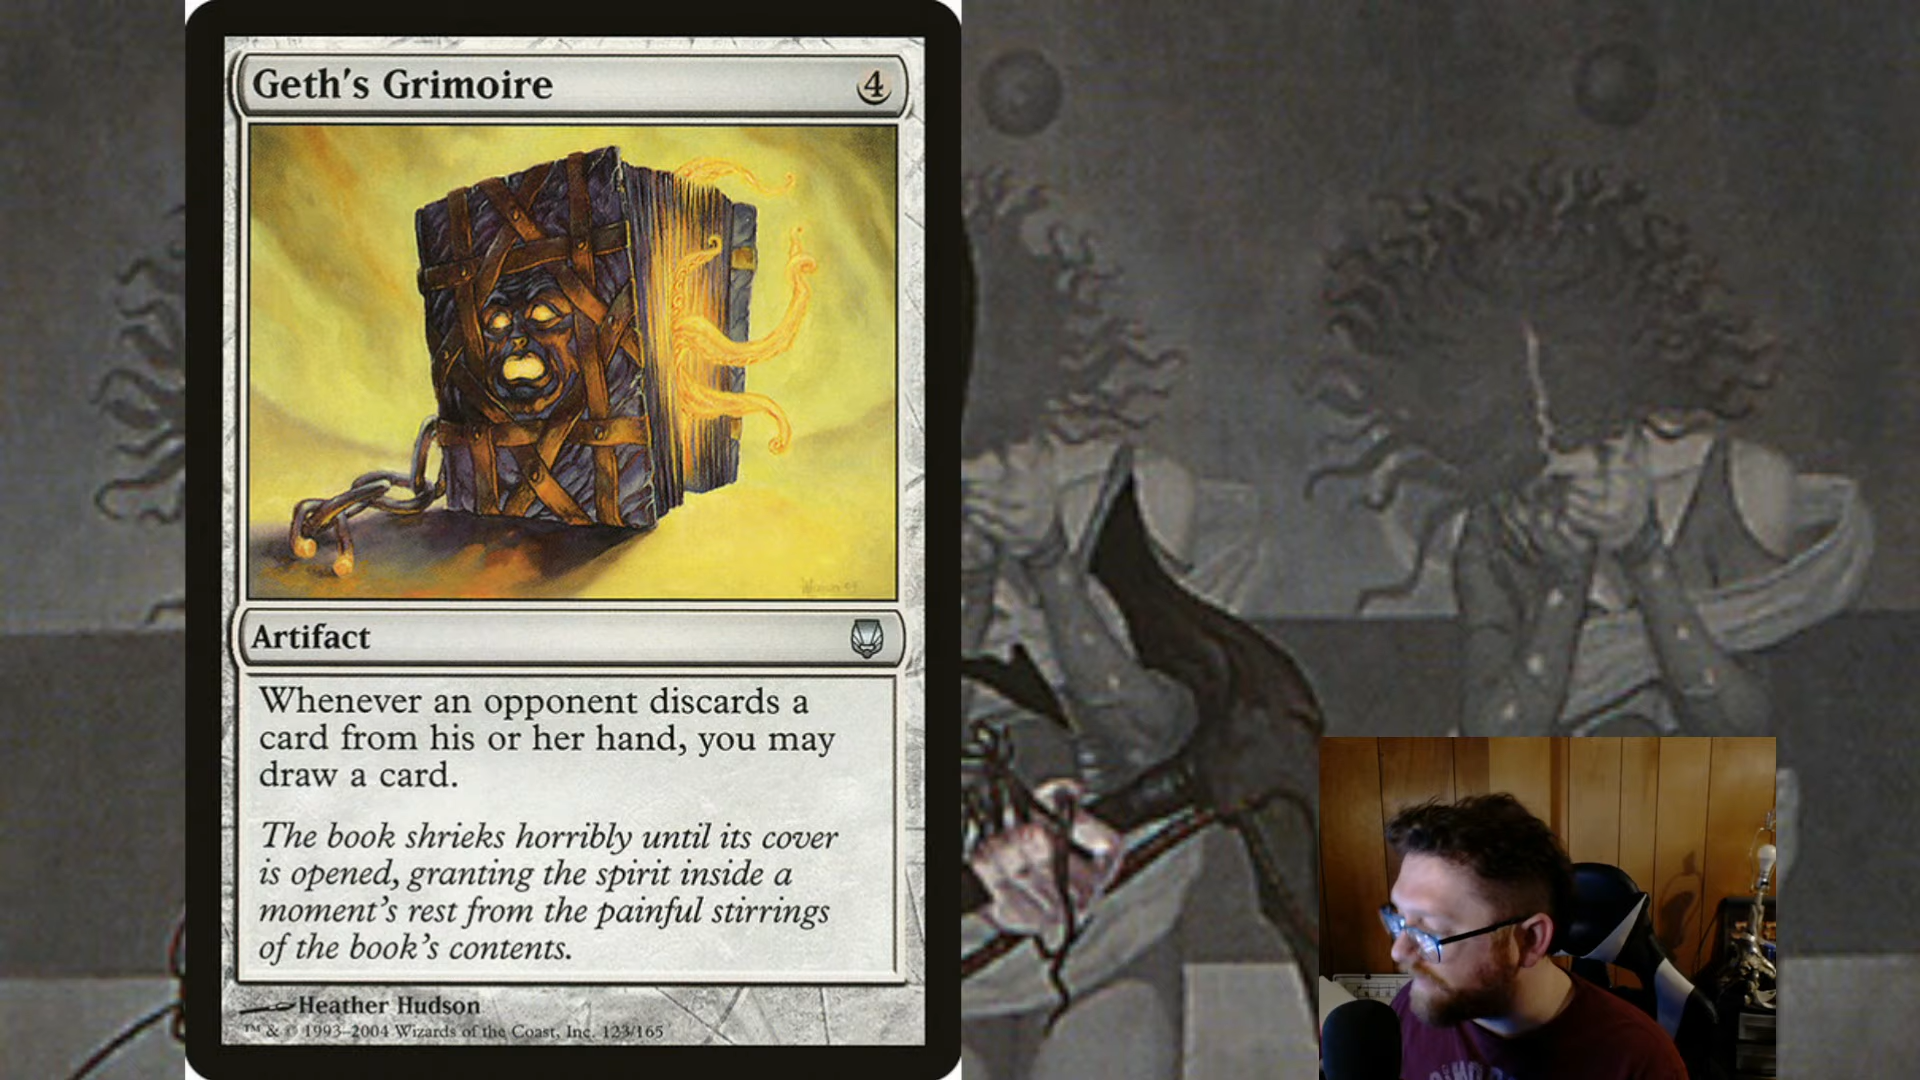 Geth's Grimoire
4
Artifact
Whenever an opponent discards a
card from his or her hand, you may
draw a card.
The book shrieks horribly until its cover
is opened, granting the spirit inside a
moment's rest from the painful stirrings
of the book's contents.
Heather Hudson
™ & © 1993–2004 Wizards of the Coast, Inc. 123/165